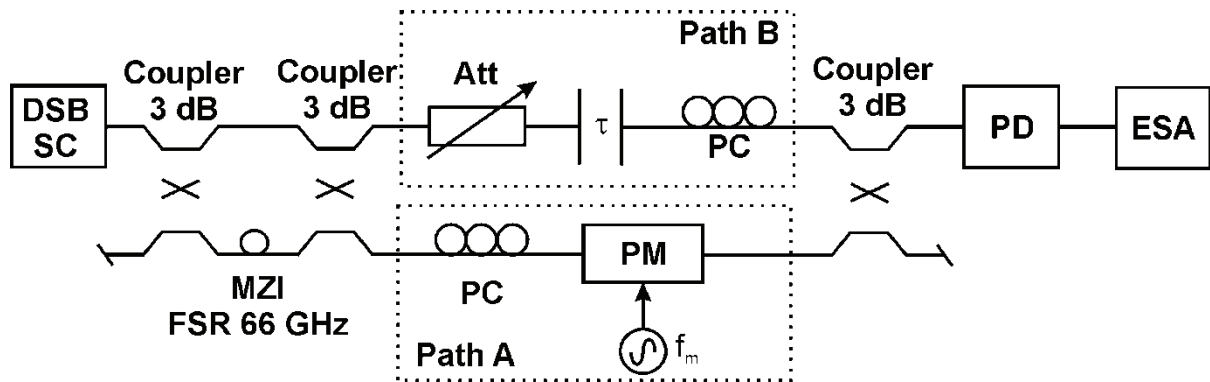 Path B
Coupler
3 dB
Coupler
3 dB
Att
Coupler
3 dB
DSB
SC
τ
PC
PD
ESA
MZI
FSR 66 GHz
PC
PM
Path A
f_m